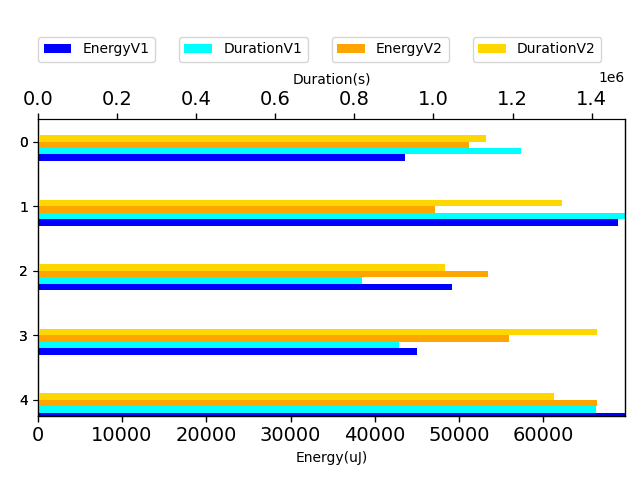 EnergyV1 DurationV1 EnergyV2 DurationV2
Duration(s)
1e6
0.0 0.2 0.4 0.6 0.8 1.0 1.2 1.4
0
1
2
3
4
0 10000 20000 30000 40000 50000 60000
Energy(uJ)